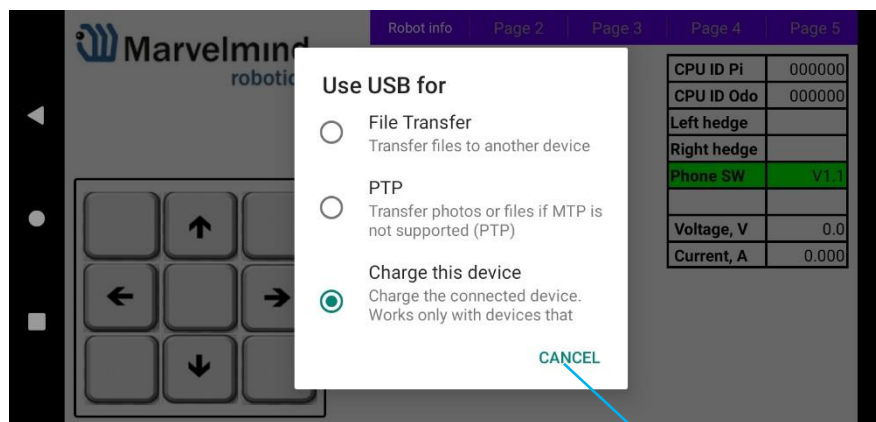 Robot info Page 2 Page 3 Page 4 Page 5
Marvelmind
robotic
Use USB for
File Transfer
Transfer files to another device
PTP
Transfer photos or files if MTP is
not supported (PTP)
Charge this device
Charge the connected device.
Works only with devices that
CANCEL
CPU ID Pi 000000
CPU ID Odo 000000
Left hedge
Right hedge
Phone SW V1.1
Voltage, V 0.0
Current, A 0.000